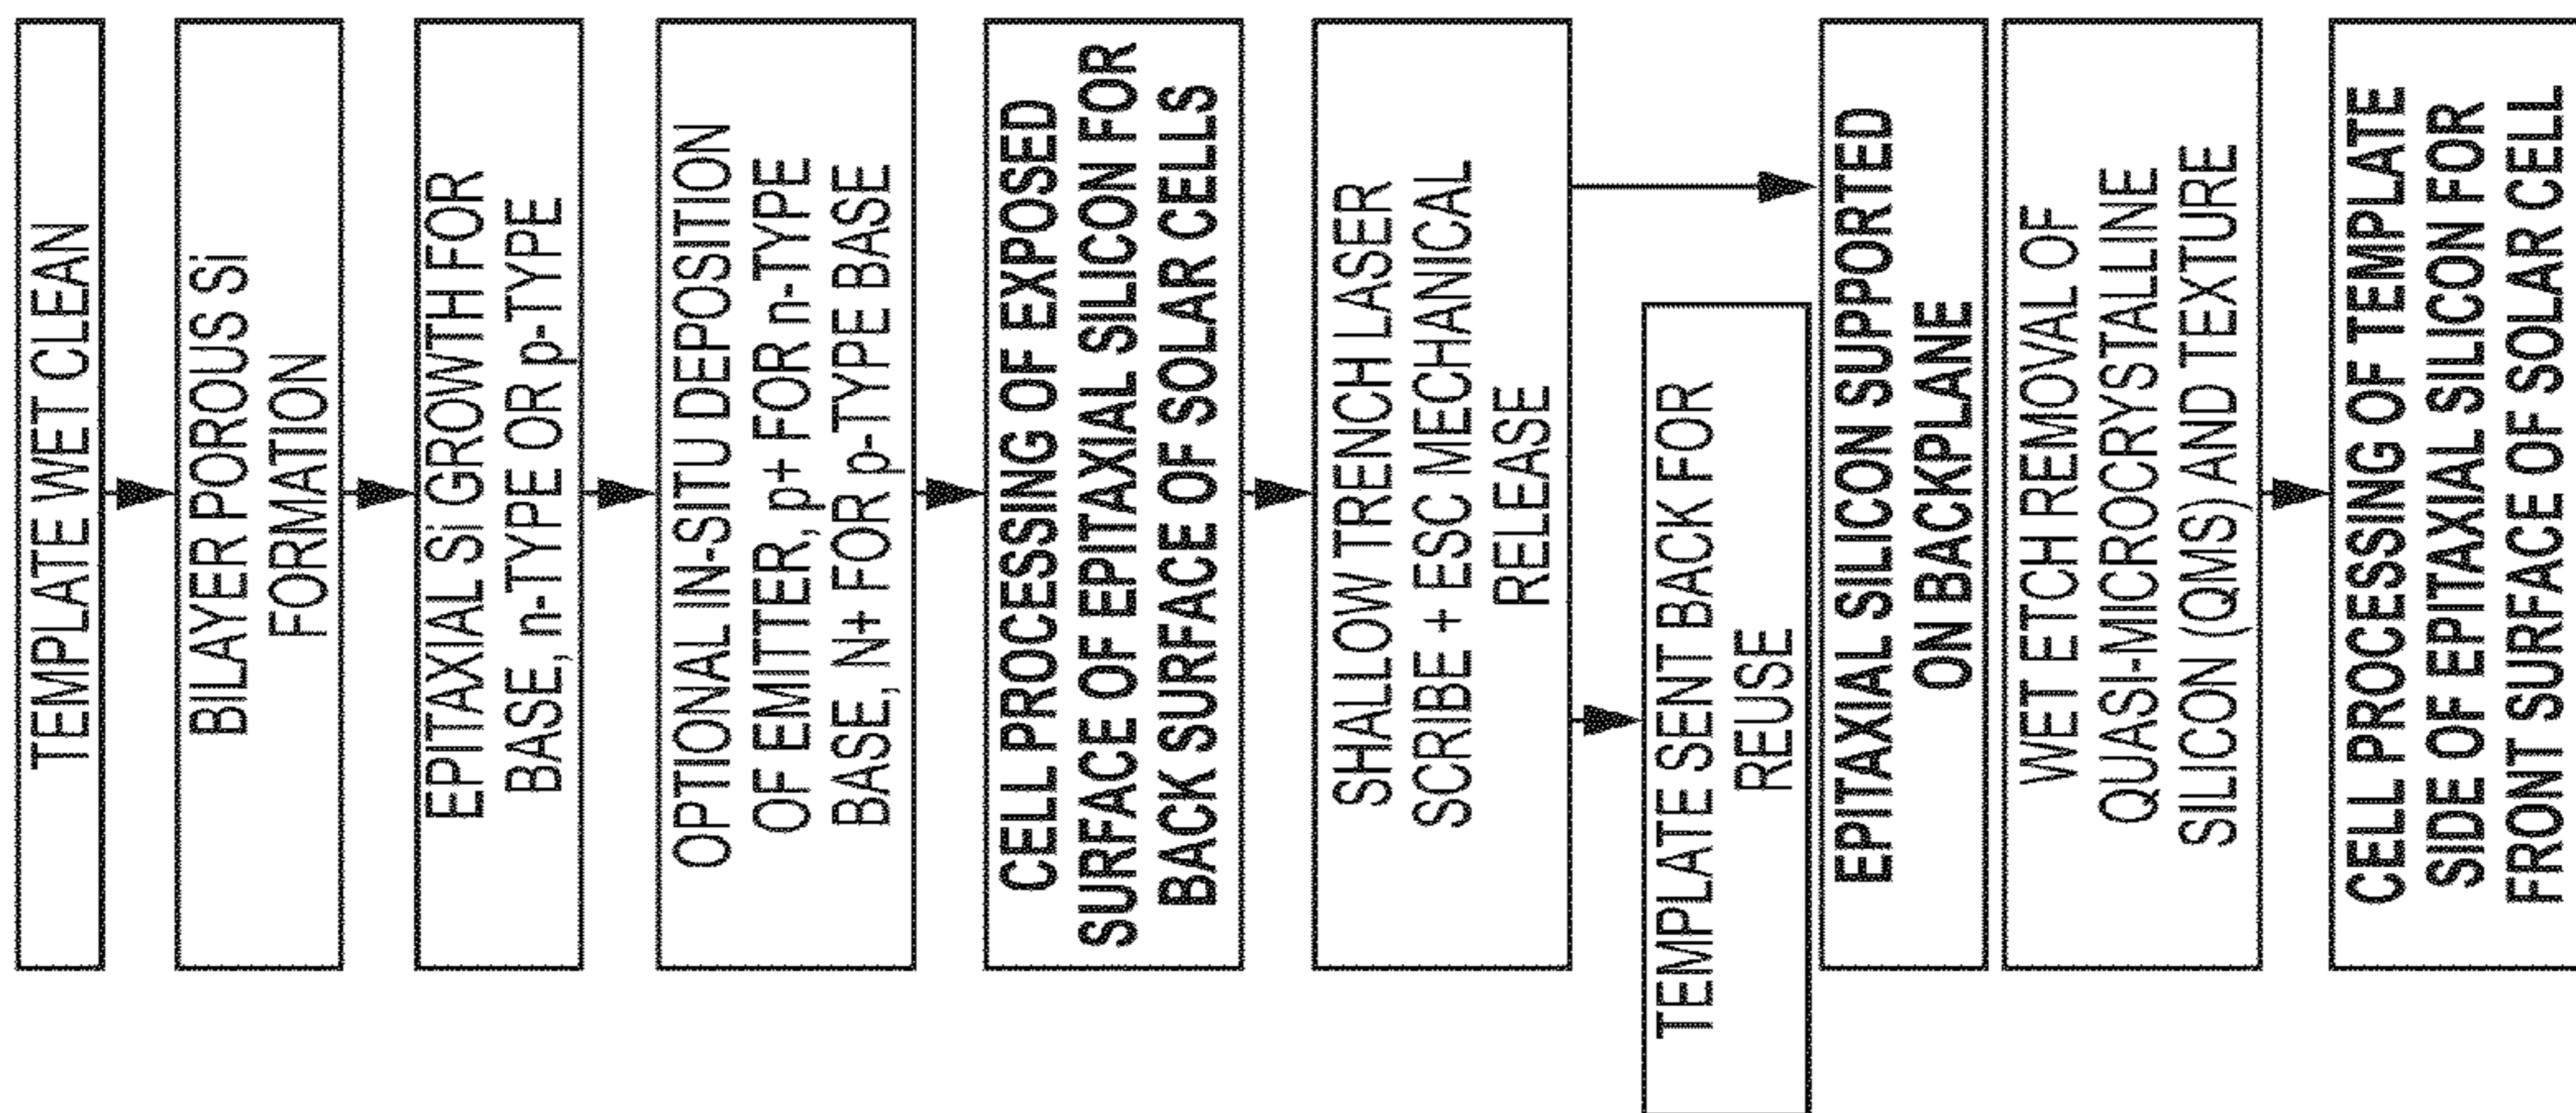 TEMPLATE WET CLEAN
BILAYER POROUS Si
FORMATION
EPITAXIAL Si GROWTH FOR
BASE, n-TYPE OR p-TYPE
OPTIONAL IN-SITU DEPOSITION
OF EMITTER, p+ FOR n-TYPE
BASE, N+ FOR p-TYPE BASE
CELL PROCESSING OF EXPOSED
SURFACE OF EPITAXIAL SILICON FOR
BACK SURFACE OF SOLAR CELLS
SHALLOW TRENCH LASER
SCRIBE + ESC MECHANICAL
RELEASE
TEMPLATE SENT BACK FOR
REUSE
EPITAXIAL SILICON SUPPORTED
ON BACKPLANE
WET ETCH REMOVAL OF
QUASI-MICROCRYSTALLINE
SILICON (QMS) AND TEXTURE
CELL PROCESSING OF TEMPLATE
SIDE OF EPITAXIAL SILICON FOR
FRONT SURFACE OF SOLAR CELL